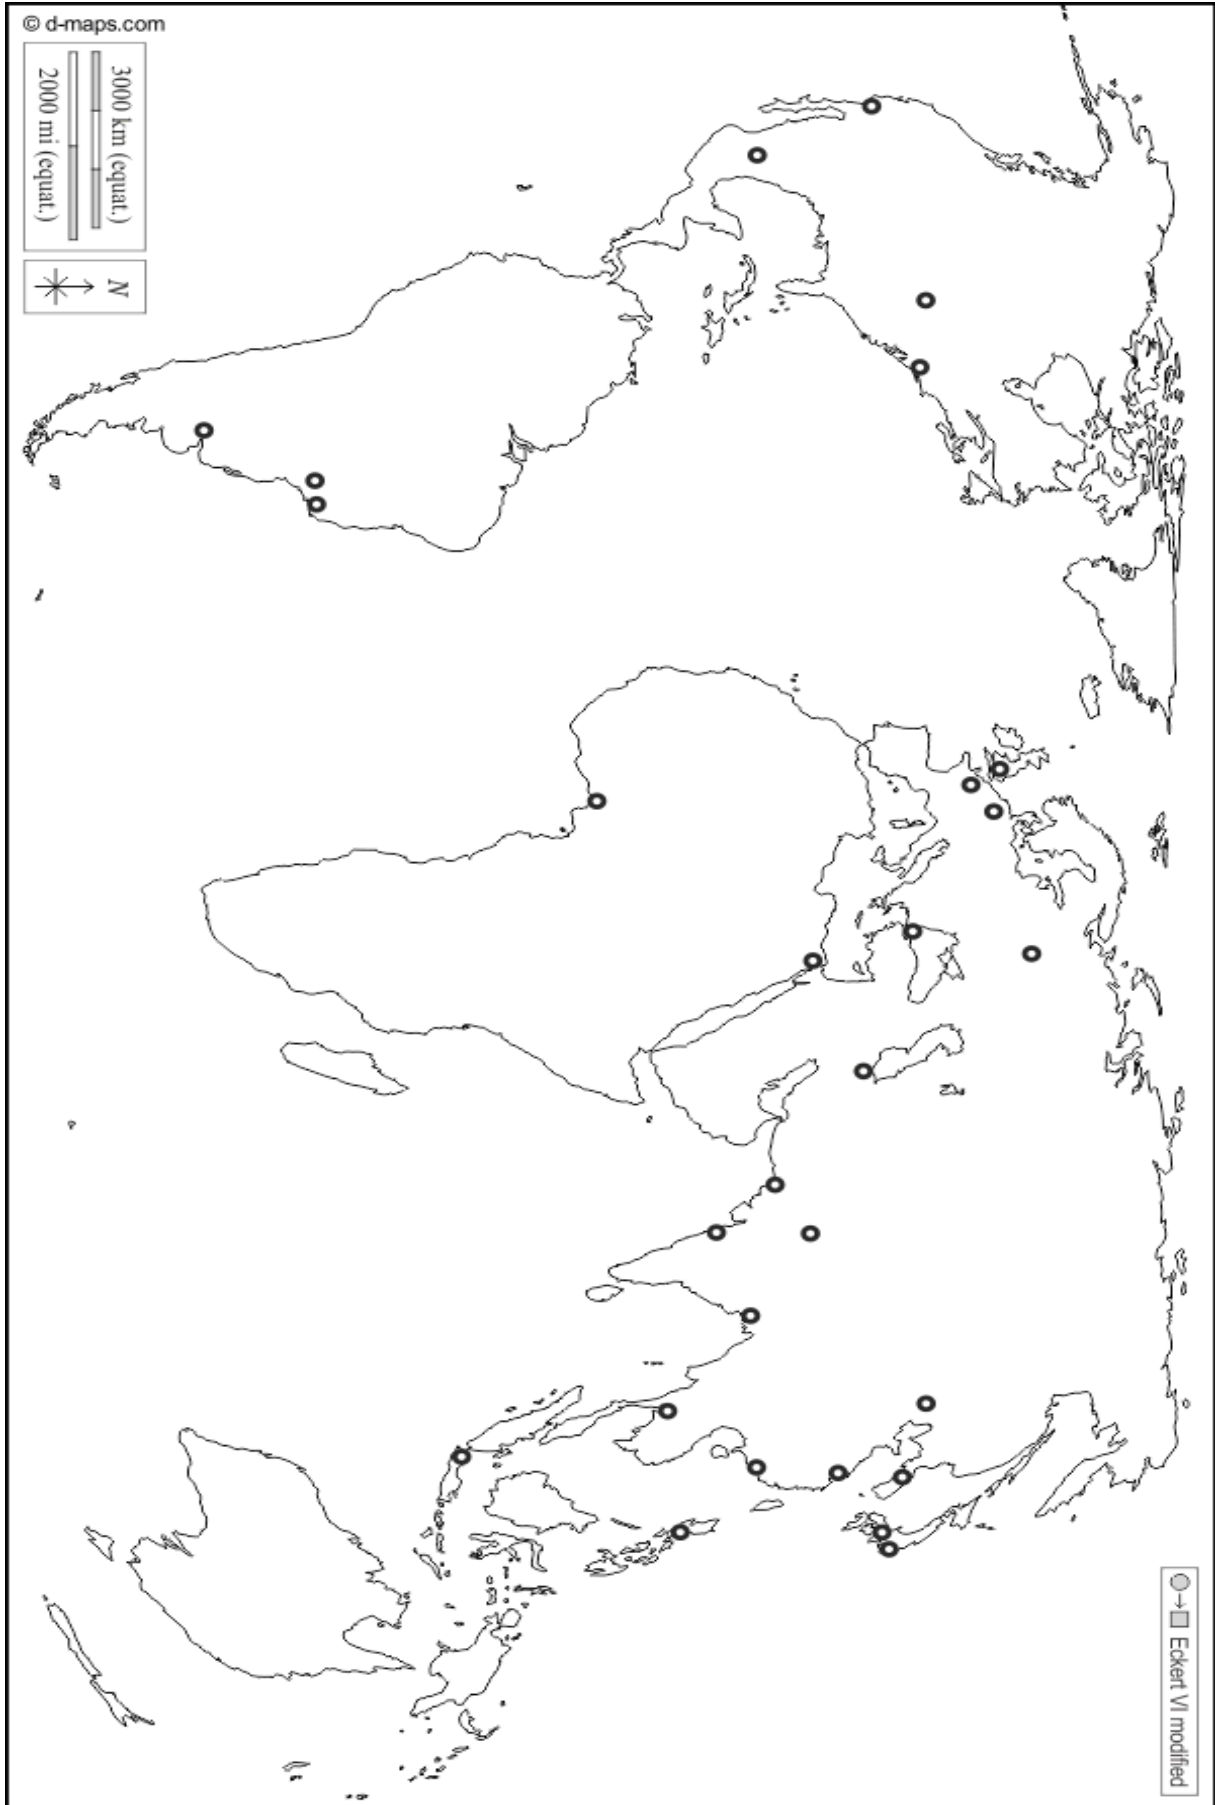 © d-maps.com
3000 km (equat.)
2000 mi (equat.)
N
Eckert VI modified